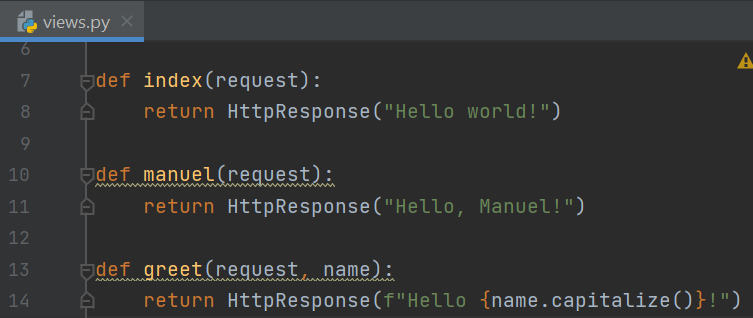 views.py
6
7 def index(request):
8     return HttpResponse("Hello world!")
9
10 def manuel(request):
11     return HttpResponse("Hello, Manuel!")
12
13 def greet(request, name):
14     return HttpResponse(f"Hello {name.capitalize()}!")